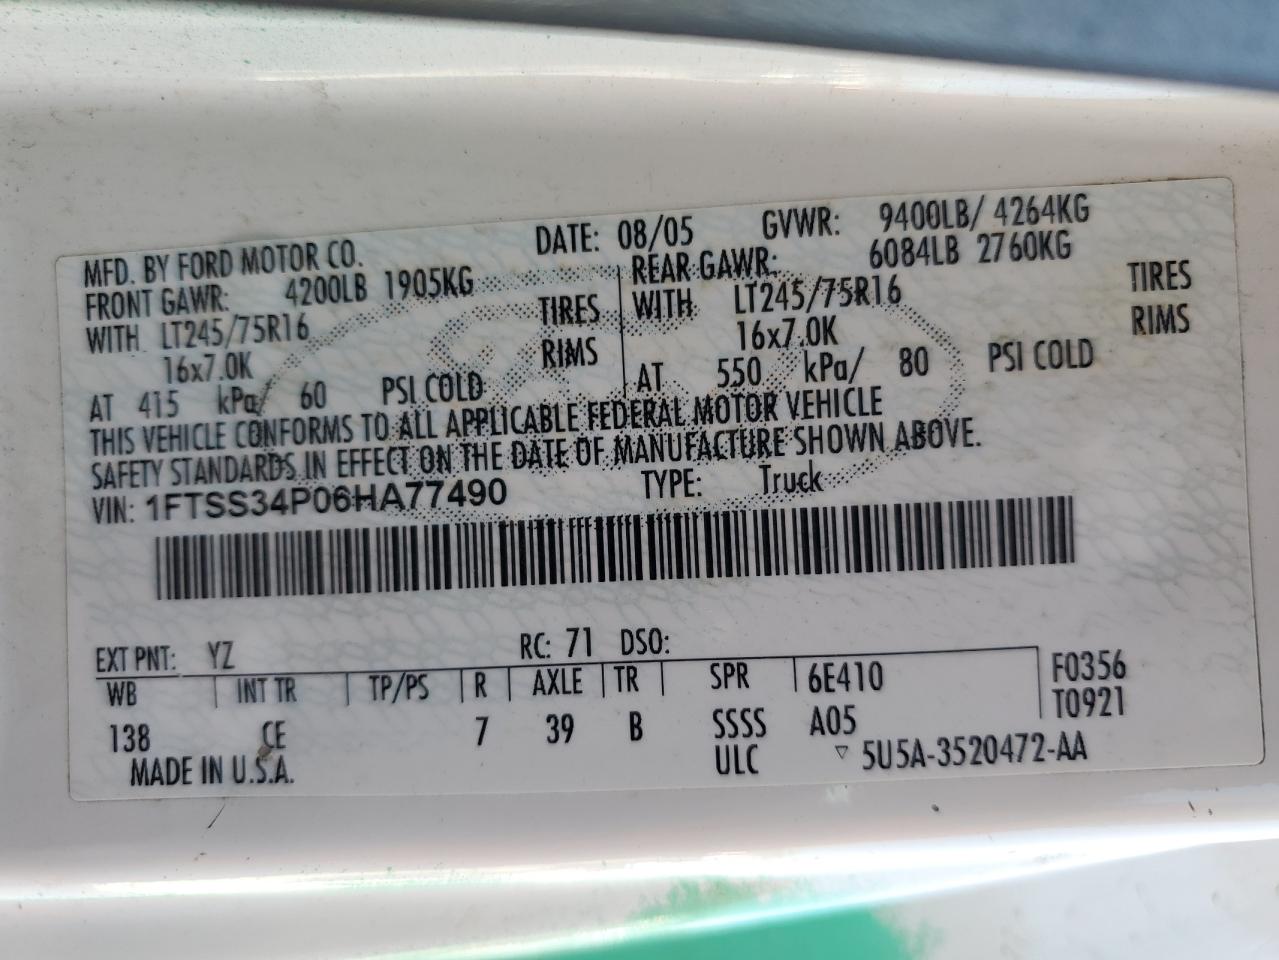 MFD. BY FORD MOTOR CO. DATE: 08/05 GVWR: 9400LB/ 4264KG
FRONT GAWR: 4200LB 1905KG REAR GAWR: 6084LB 2760KG
WITH LT245/75R16 TIRES WITH LT245/75R16 TIRES
16x7.0K RIMS 16x7.0K RIMS
AT 415 kPa/ 60 PSI COLD AT 550 kPa/ 80 PSI COLD
THIS VEHICLE CONFORMS TO ALL APPLICABLE FEDERAL MOTOR VEHICLE
SAFETY STANDARDS IN EFFECT ON THE DATE OF MANUFACTURE SHOWN ABOVE.
VIN: 1FTSS34P06HA77490 TYPE: Truck
EXT PNT: YZ RC: 71 DSO:
WB INT TR TP/PS R AXLE TR SPR 6E410 F0356
138 CE 7 39 B SSSS A05 T0921
MADE IN U.S.A. ULC ▽ 5U5A-3520472-AA